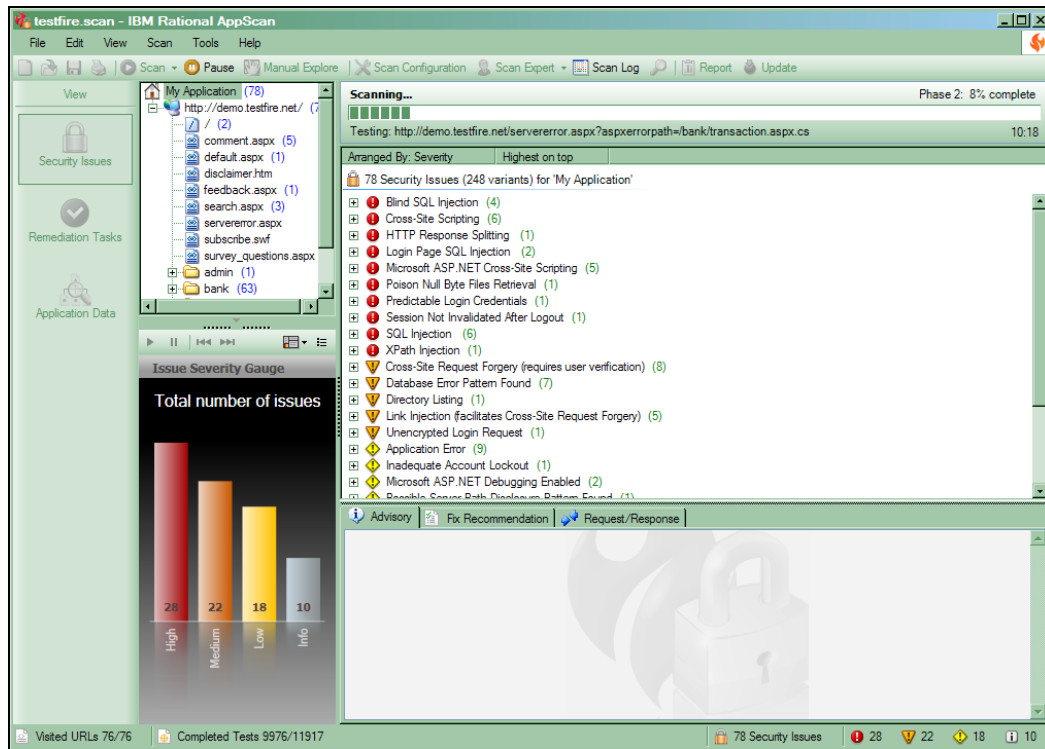 testfire.scan - IBM Rational AppScan
File Edit View Scan Tools Help
Scan Pause Manual Explore Scan Configuration Scan Expert Scan Log Report Update
View
Security Issues
Remediation Tasks
Application Data
My Application (78)
http://demo.testfire.net/ (7
/ (2)
comment.aspx (5)
default.aspx (1)
disclaimer.htm
feedback.aspx (1)
search.aspx (3)
servererror.aspx
subscribe.swf
survey_questions.aspx
admin (1)
bank (63)
Issue Severity Gauge
Total number of issues
28 22 18 10
High Medium Low Info
Scanning... Phase 2: 8% complete
Testing: http://demo.testfire.net/servererror.aspx?aspxerrorpath=/bank/transaction.aspx.cs 10:18
Arranged By: Severity Highest on top
78 Security Issues (248 variants) for 'My Application'
Blind SQL Injection (4)
Cross-Site Scripting (6)
HTTP Response Splitting (1)
Login Page SQL Injection (2)
Microsoft ASP.NET Cross-Site Scripting (5)
Poison Null Byte Files Retrieval (1)
Predictable Login Credentials (1)
Session Not Invalidated After Logout (1)
SQL Injection (6)
XPath Injection (1)
Cross-Site Request Forgery (requires user verification) (8)
Database Error Pattern Found (7)
Directory Listing (1)
Link Injection (facilitates Cross-Site Request Forgery) (5)
Unencrypted Login Request (1)
Application Error (9)
Inadequate Account Lockout (1)
Microsoft ASP.NET Debugging Enabled (2)
Possible Server Path Disclosure Pattern Found (1)
Advisory Fix Recommendation Request/Response
Visited URLs 76/76 Completed Tests 9976/11917 78 Security Issues 28 22 18 10